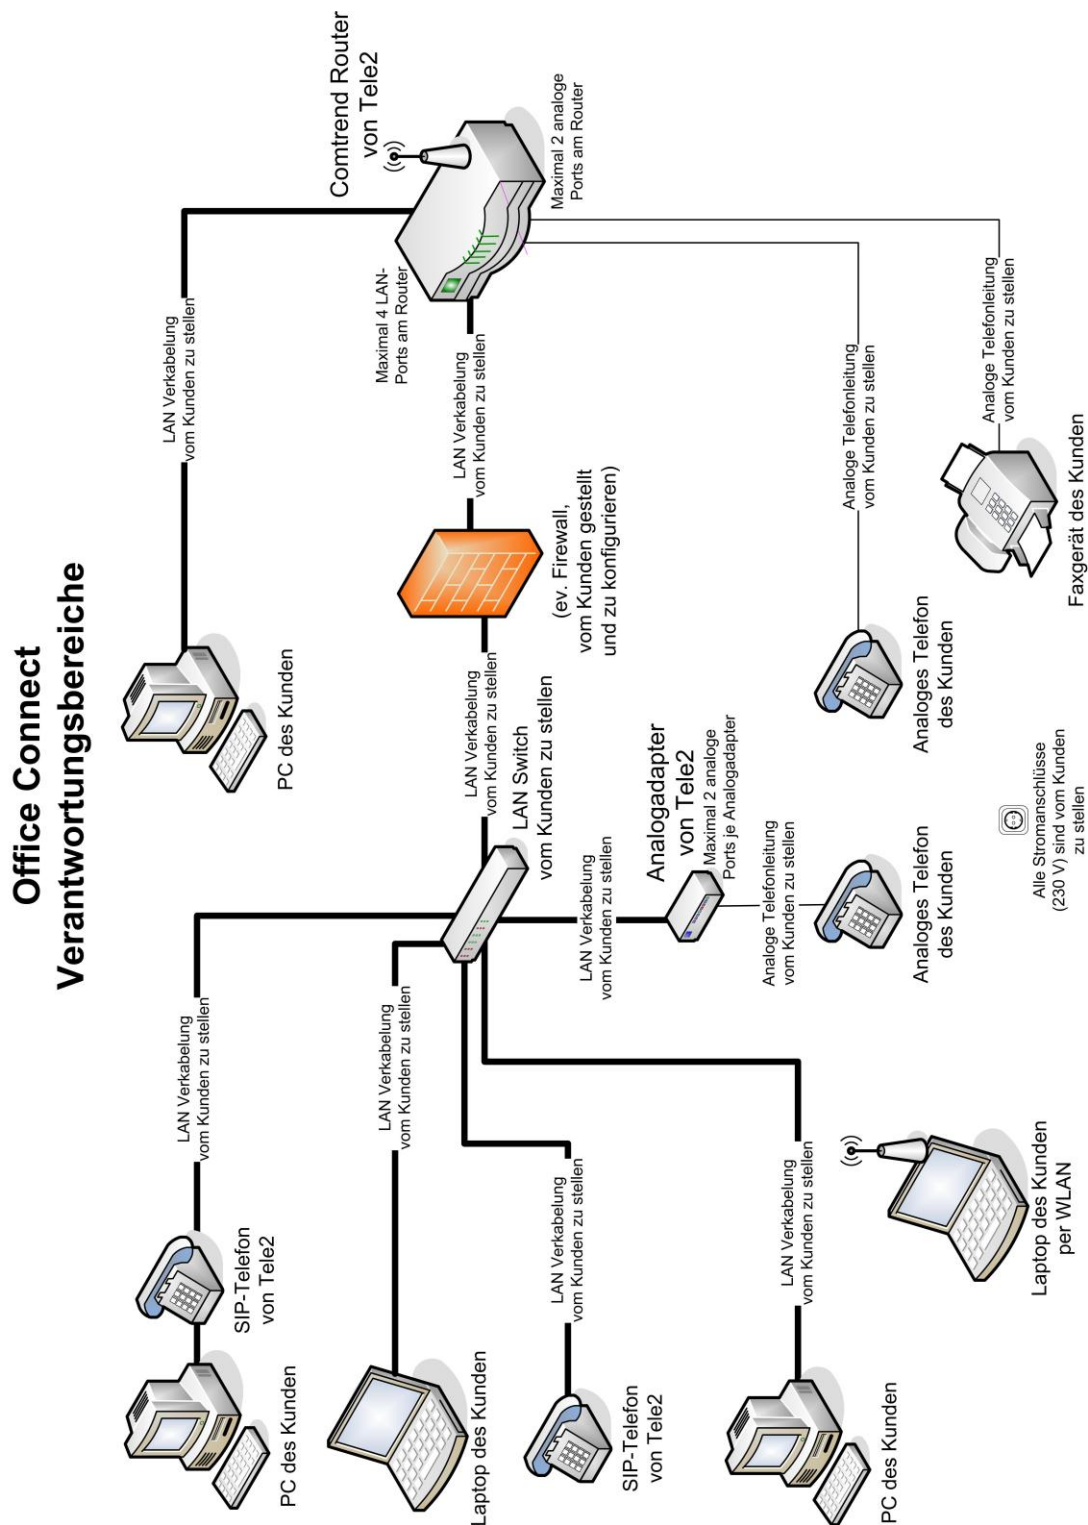 Office Connect
Verantwortungsbereiche
PC des Kunden
SIP-Telefon
von Tele2
LAN Verkabelung
vom Kunden zu stellen
PC des Kunden
LAN Verkabelung
vom Kunden zu stellen
Comtrend Router
von Tele2
Maximal 4 LAN-
Ports am Router
Maximal 2 analoge
Ports am Router
Laptop des Kunden
LAN Verkabelung
vom Kunden zu stellen
LAN Switch
vom Kunden zu stellen
LAN Verkabelung
vom Kunden zu stellen
(ev. Firewall,
vom Kunden gestellt
und zu konfigurieren)
LAN Verkabelung
vom Kunden zu stellen
SIP-Telefon
von Tele2
LAN Verkabelung
vom Kunden zu stellen
LAN Verkabelung
vom Kunden zu stellen
Analogadapter
von Tele2
Maximal 2 analoge
Ports je Analogadapter
PC des Kunden
LAN Verkabelung
vom Kunden zu stellen
Analoge Telefonleitung
vom Kunden zu stellen
Analoges Telefon
des Kunden
Analoges Telefon
des Kunden
Analoge Telefonleitung
vom Kunden zu stellen
Laptop des Kunden
per WLAN
Alle Stromanschlüsse
(230 V) sind vom Kunden
zu stellen
Faxgerät des Kunden
Analoge Telefonleitung
vom Kunden zu stellen